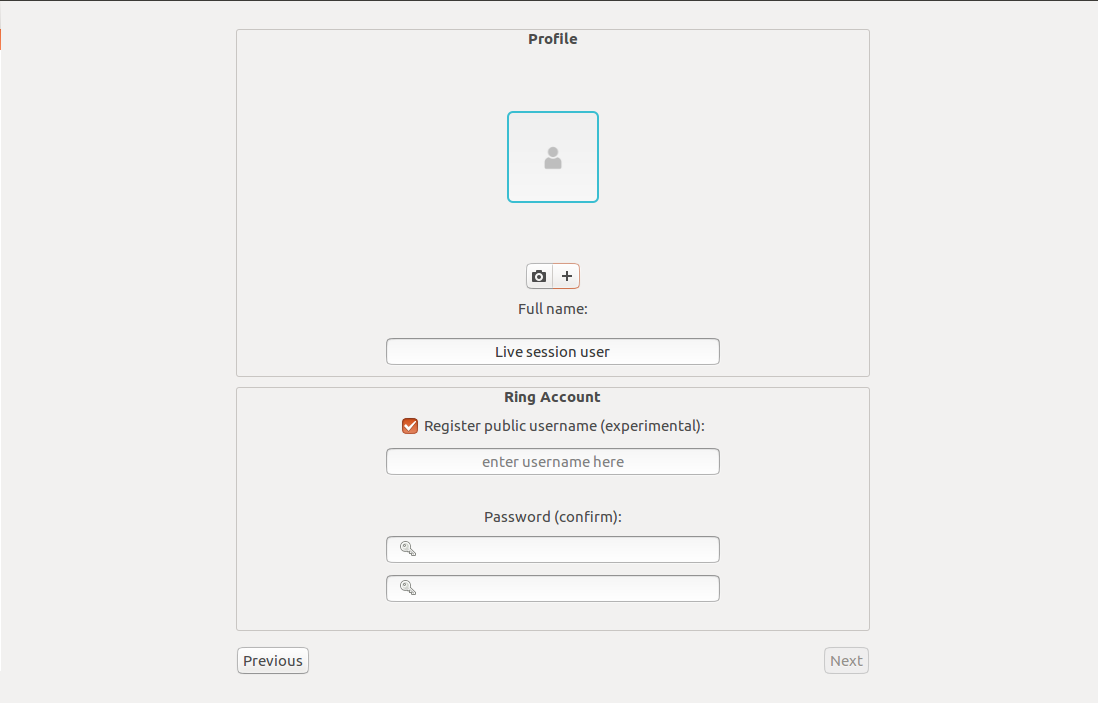 Profile
Full name:
Live session user
Ring Account
Register public username (experimental):
enter username here
Password (confirm):
Previous
Next